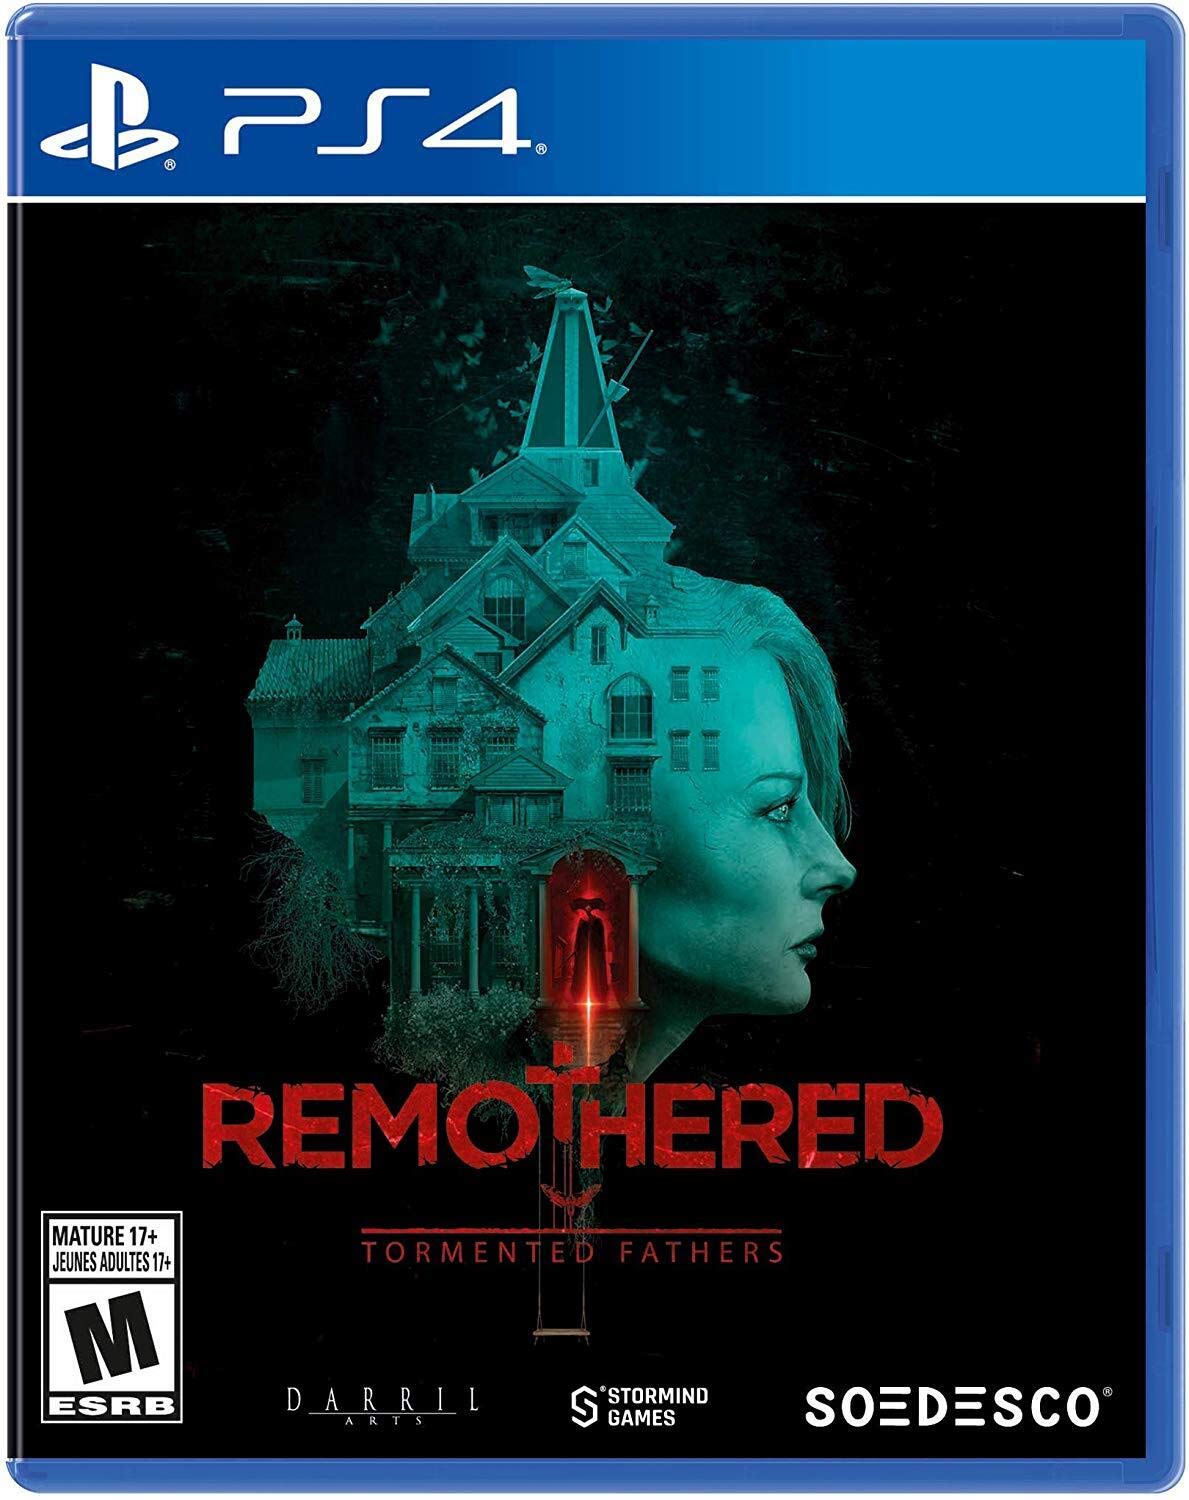 PS4®
REMOTHERED
TORMENTED FATHERS
MATURE 17+
JEUNES ADULTES 17+
M
ESRB
DARRIL
ARTS
STORMIND
GAMES
SOEDESCO®